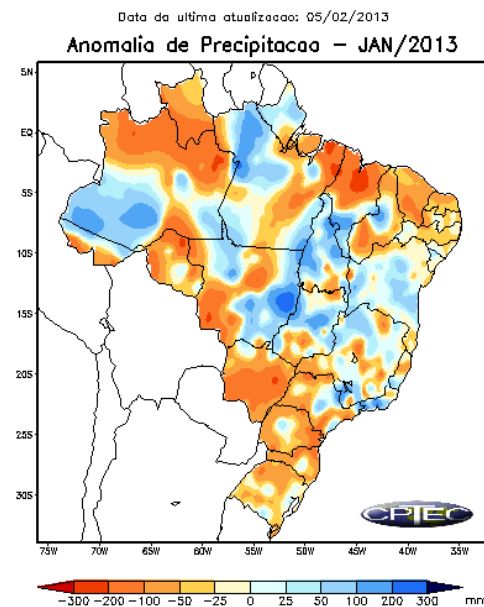 Data da ultima atualizacao: 05/02/2013
Anomalia de Precipitacao – JAN/2013
5N
EQ
5S
10S
15S
20S
25S
30S
CPTEC
75W 70W 65W 60W 55W 50W 45W 40W 35W
-300 -200 -100 -50 -25 0 25 50 100 200 300 mm